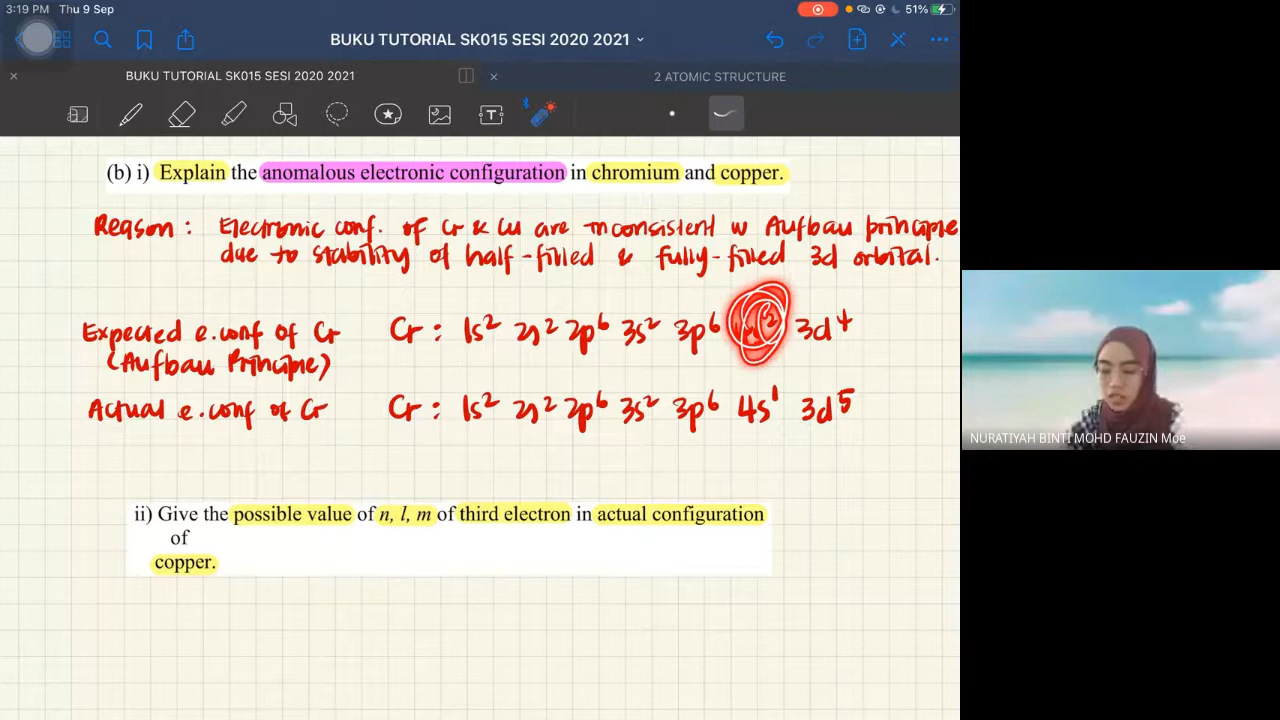 3:19 PM Thu 9 Sep
51%
BUKU TUTORIAL SK015 SESI 2020 2021
BUKU TUTORIAL SK015 SESI 2020 2021
2 ATOMIC STRUCTURE
(b) i) Explain the anomalous electronic configuration in chromium and copper.
Reason : Electronic conf. of Cr & Cu are inconsistent w Aufbau principle
due to stability of half-filled & fully-filled 3d orbital.
Expected e.conf of Cr Cr : 1s² 2s² 2p⁶ 3s² 3p⁶ 3d⁴
(Aufbau Principle)
Actual e.conf of Cr Cr : 1s² 2s² 2p⁶ 3s² 3p⁶ 4s¹ 3d⁵
ii) Give the possible value of n, l, m of third electron in actual configuration
of
copper.
NURATIYAH BINTI MOHD FAUZIN Moe